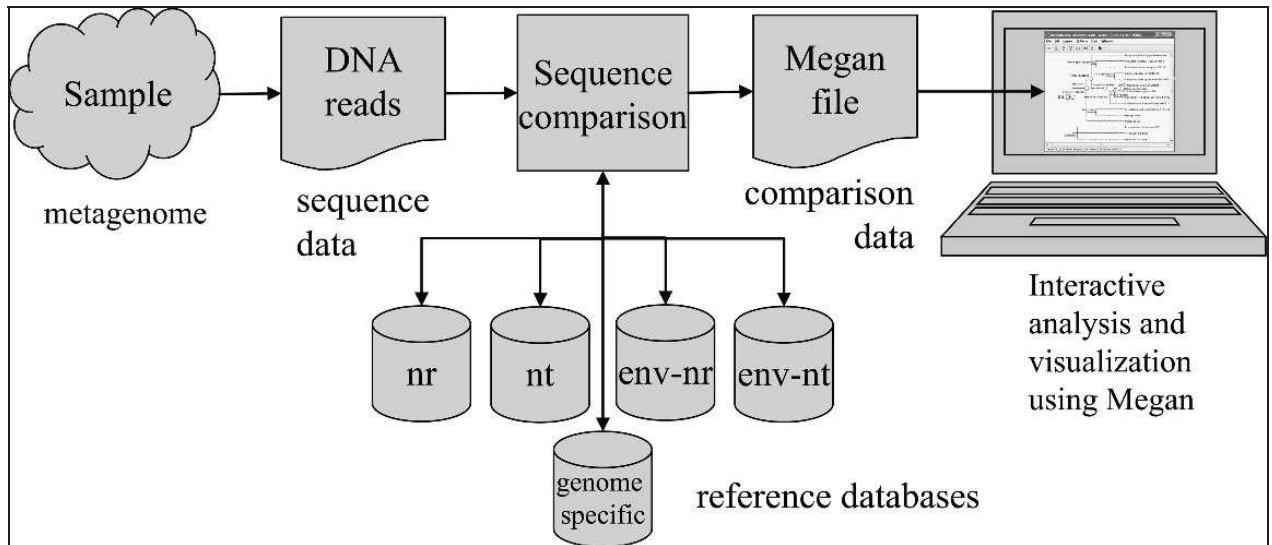 Sample
metagenome
DNA
reads
sequence
data
Sequence
comparison
Megan
file
comparison
data
nr
nt
env-nr
env-nt
genome
specific
reference databases
Interactive
analysis and
visualization
using Megan